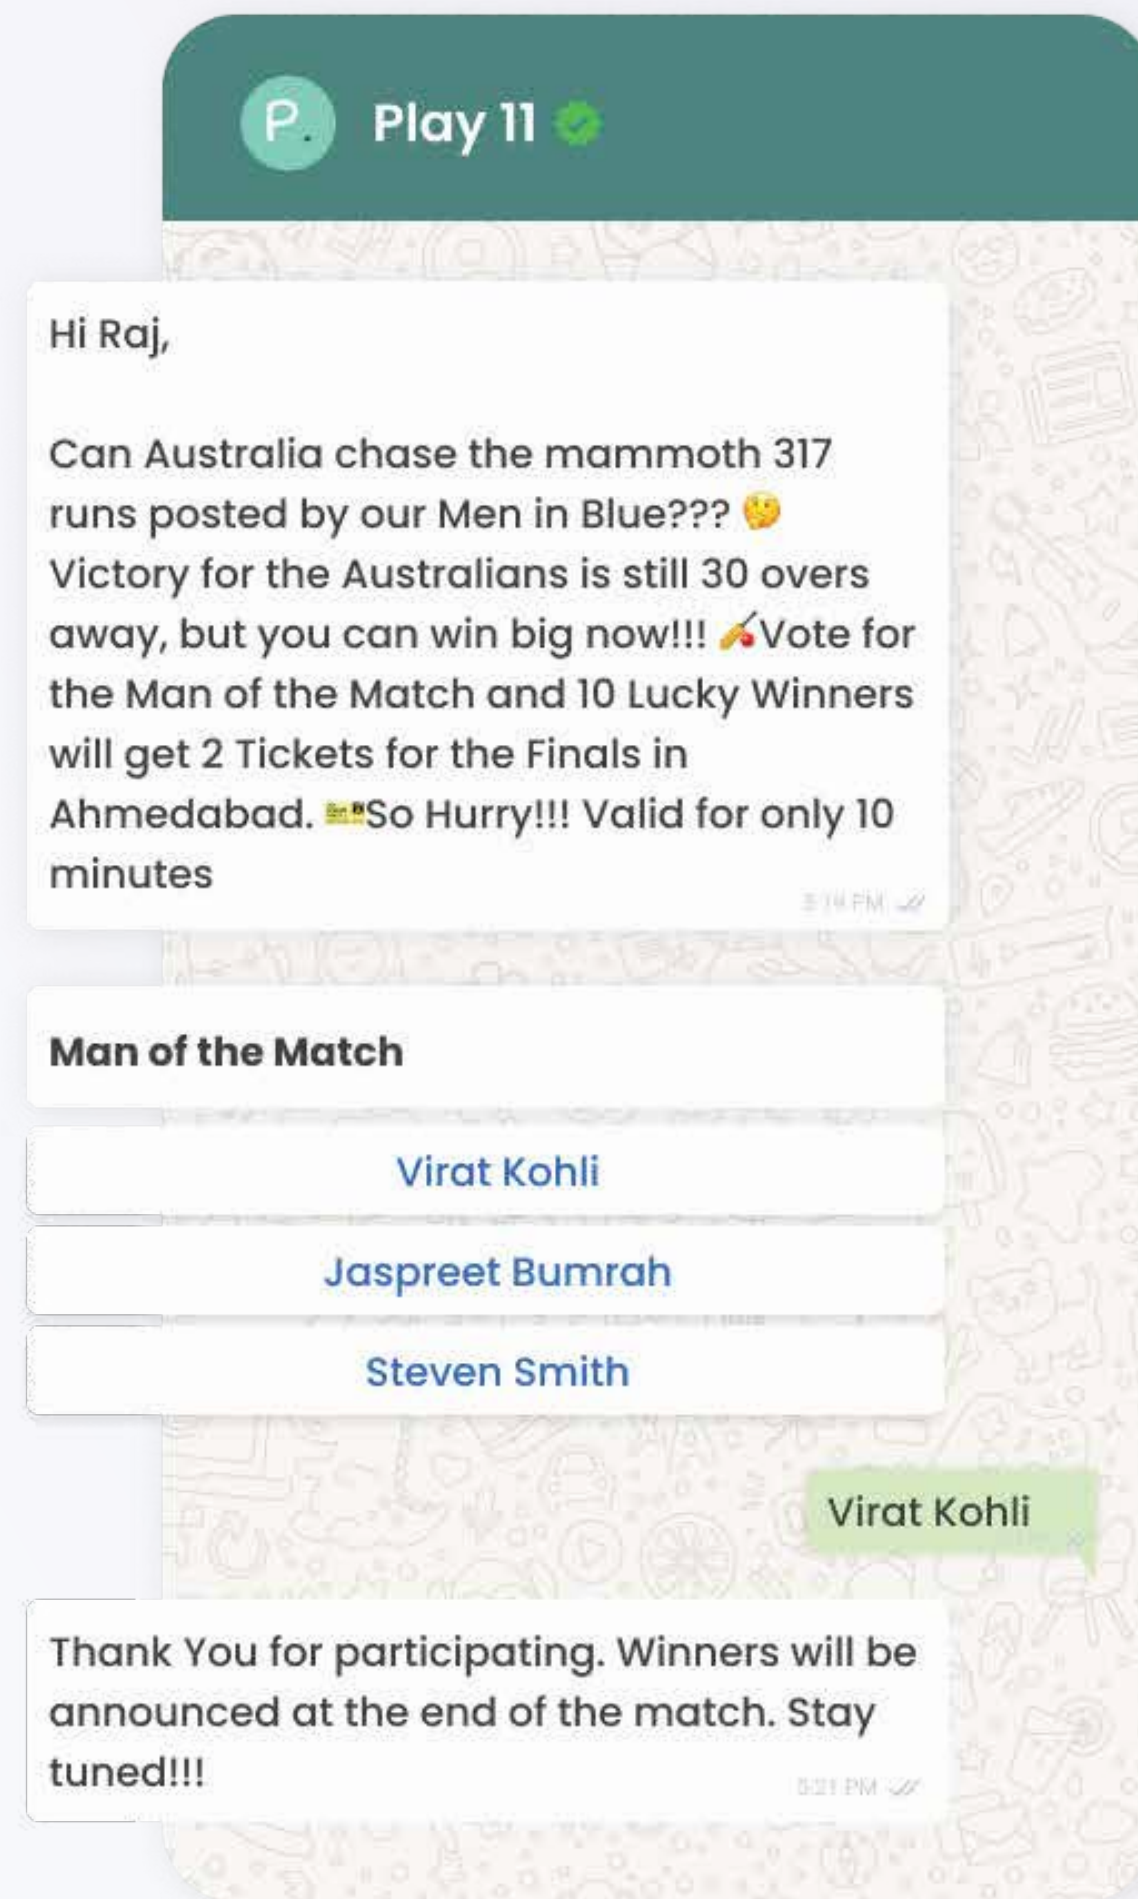 P.
Play 11
Hi Raj,
Can Australia chase the mammoth 317
runs posted by our Men in Blue??? 🤔
Victory for the Australians is still 30 overs
away, but you can win big now!!! Vote for
the Man of the Match and 10 Lucky Winners
will get 2 Tickets for the Finals in
Ahmedabad. So Hurry!!! Valid for only 10
minutes
PM
Man of the Match
Virat Kohli
Jaspreet Bumrah
Steven Smith
Virat Kohli
Thank You for participating. Winners will be
announced at the end of the match. Stay
tuned!!!
5:21 PM